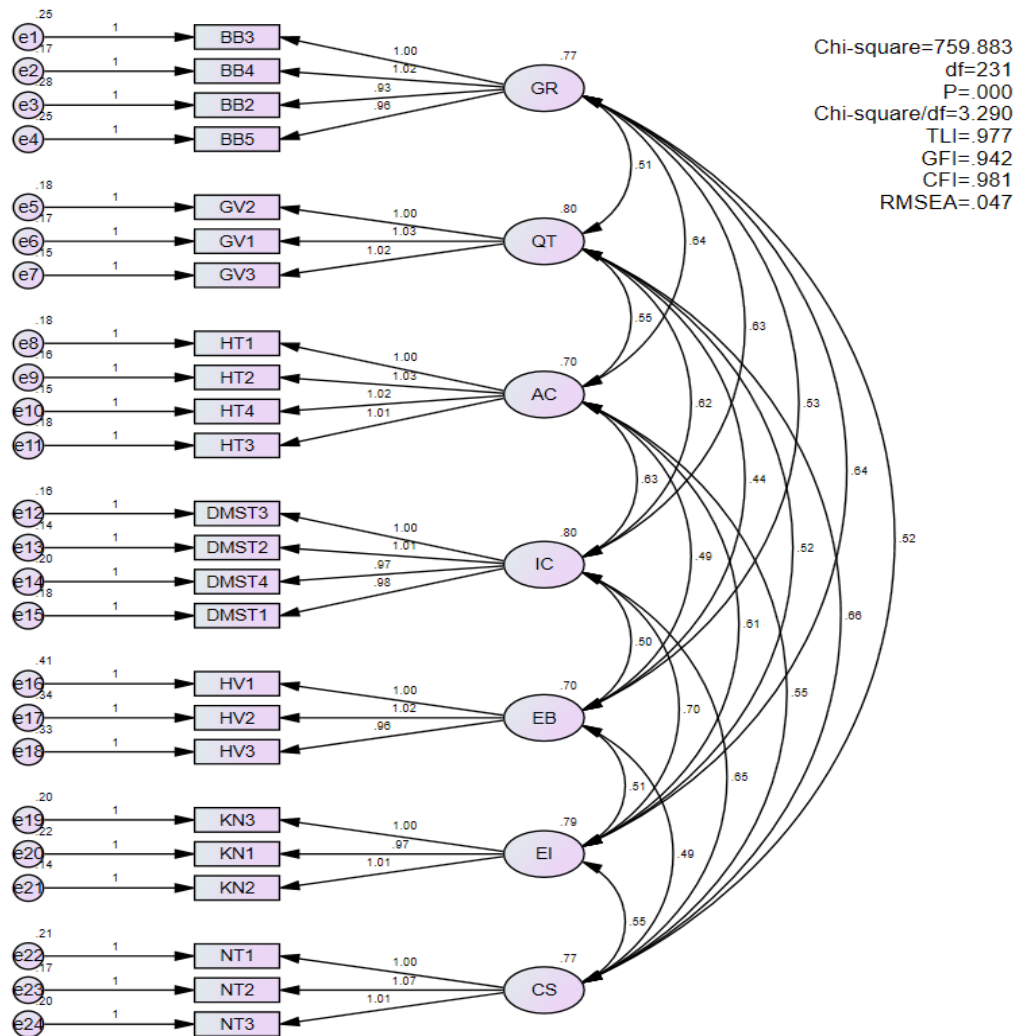 .25
e1 1 BB3
.17
e2 1 BB4
.28
e3 1 BB2
.25
e4 1 BB5
1.00
1.02
.93
.96
.77
GR
.18
e5 1 GV2
.17
e6 1 GV1
.15
e7 1 GV3
1.00
1.03
1.02
.80
QT
.18
e8 1 HT1
.16
e9 1 HT2
.15
e10 1 HT4
.18
e11 1 HT3
1.00
1.03
1.02
1.01
.70
AC
.16
e12 1 DMST3
.14
e13 1 DMST2
.20
e14 1 DMST4
.18
e15 1 DMST1
1.00
1.01
.97
.98
.80
IC
.41
e16 1 HV1
.34
e17 1 HV2
.33
e18 1 HV3
1.00
1.02
.96
.70
EB
.20
e19 1 KN3
.22
e20 1 KN1
.14
e21 1 KN2
1.00
.97
1.01
.79
EI
.21
e22 1 NT1
.17
e23 1 NT2
.20
e24 1 NT3
1.00
1.07
1.01
.77
CS
.51
.64
.55
.63
.62
.53
.63
.44
.64
.49
.52
.52
.61
.66
.50
.55
.70
.65
.51
.49
.55
Chi-square=759.883
df=231
P=.000
Chi-square/df=3.290
TLI=.977
GFI=.942
CFI=.981
RMSEA=.047